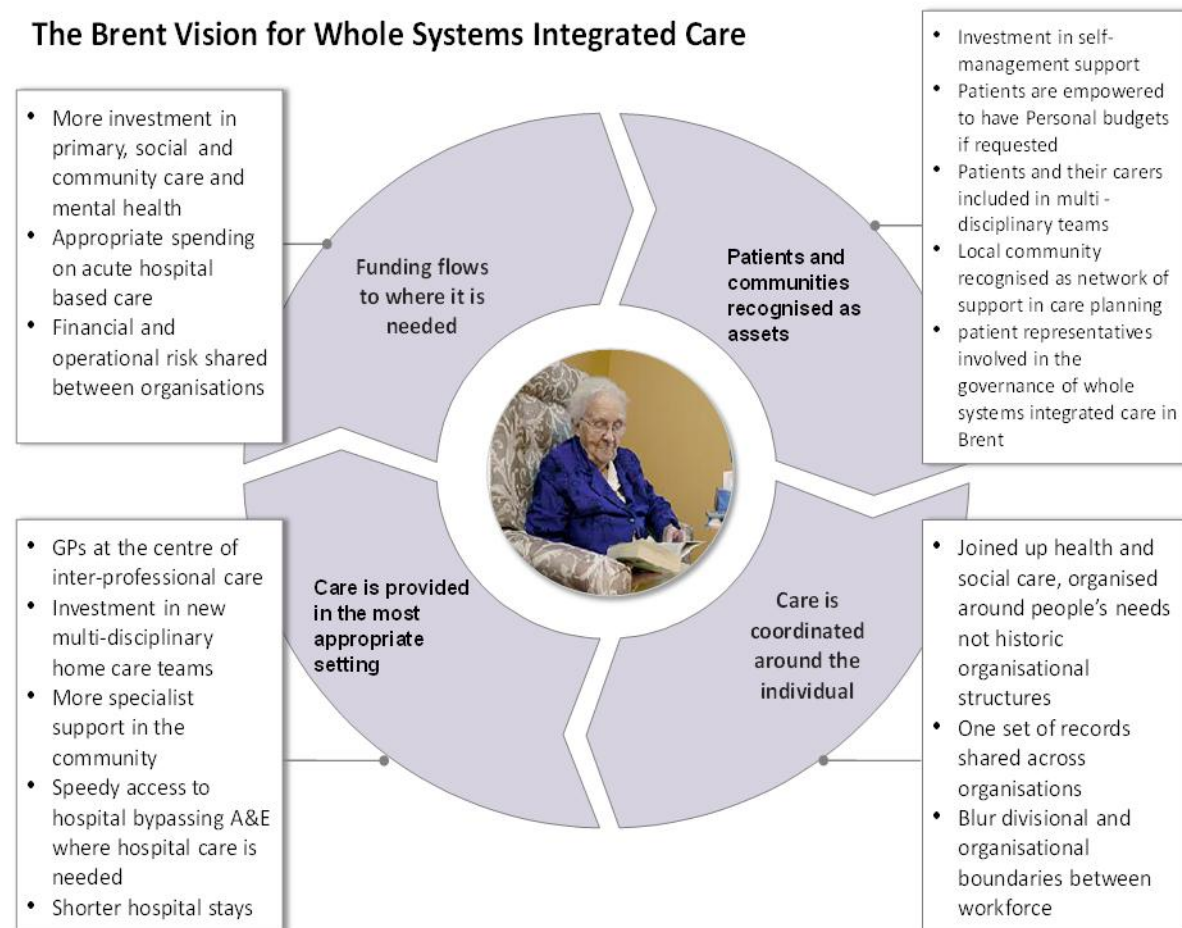 The Brent Vision for Whole Systems Integrated Care
• More investment in
primary, social and
community care and
mental health
• Appropriate spending
on acute hospital
based care
• Financial and
operational risk shared
between organisations
Funding flows
to where it is
needed
Patients and
communities
recognised as
assets
• Investment in self-
management support
• Patients are empowered
to have Personal budgets
if requested
• Patients and their carers
included in multi -
disciplinary teams
• Local community
recognised as network of
support in care planning
• patient representatives
involved in the
governance of whole
systems integrated care in
Brent
• GPs at the centre of
inter-professional care
• Investment in new
multi-disciplinary
home care teams
• More specialist
support in the
community
• Speedy access to
hospital bypassing A&E
where hospital care is
needed
• Shorter hospital stays
Care is provided
in the most
appropriate
setting
Care is
coordinated
around the
individual
• Joined up health and
social care, organised
around people's needs
not historic
organisational
structures
• One set of records
shared across
organisations
• Blur divisional and
organisational
boundaries between
workforce